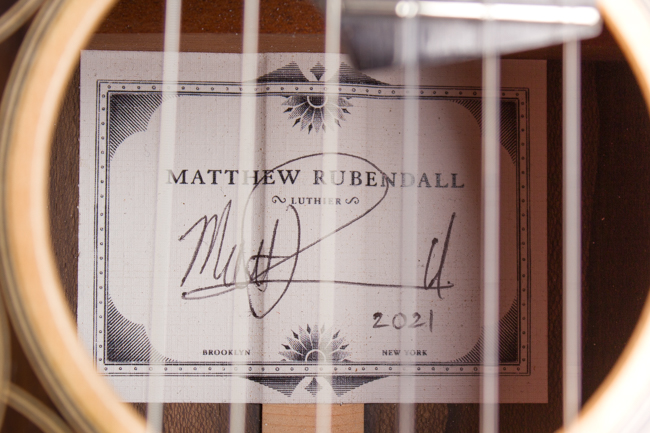 MATTHEW RUBENDALL
LUTHIER
2021
BROOKLYN NEW YORK